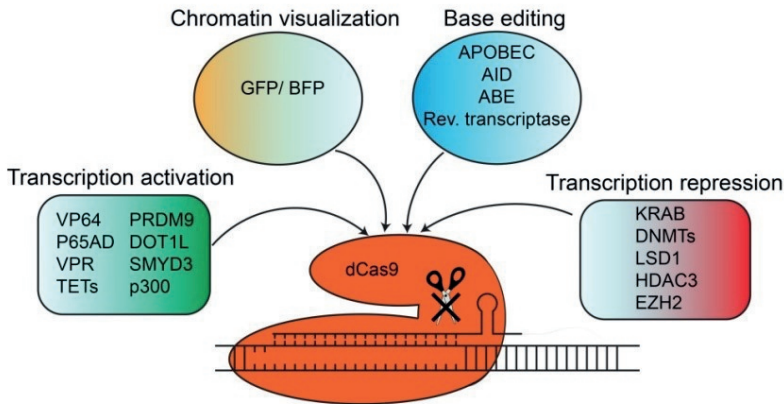 Chromatin visualization
Base editing
GFP/ BFP
APOBEC
AID
ABE
Rev. transcriptase
Transcription activation
VP64 PRDM9
P65AD DOT1L
VPR SMYD3
TETs p300
Transcription repression
KRAB
DNMTs
LSD1
HDAC3
EZH2
dCas9